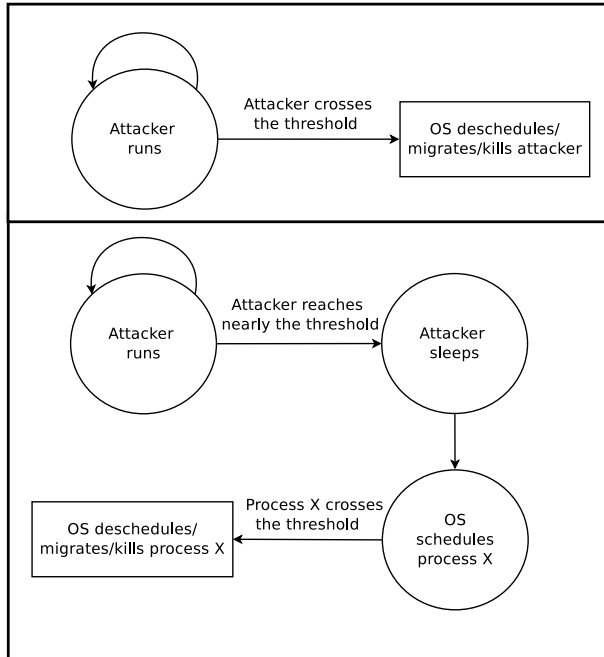 Attacker
runs
Attacker crosses
the threshold
OS deschedules/
migrates/kills attacker
Attacker
runs
Attacker reaches
nearly the threshold
Attacker
sleeps
Process X crosses
the threshold
OS deschedules/
migrates/kills process X
OS
schedules
process X